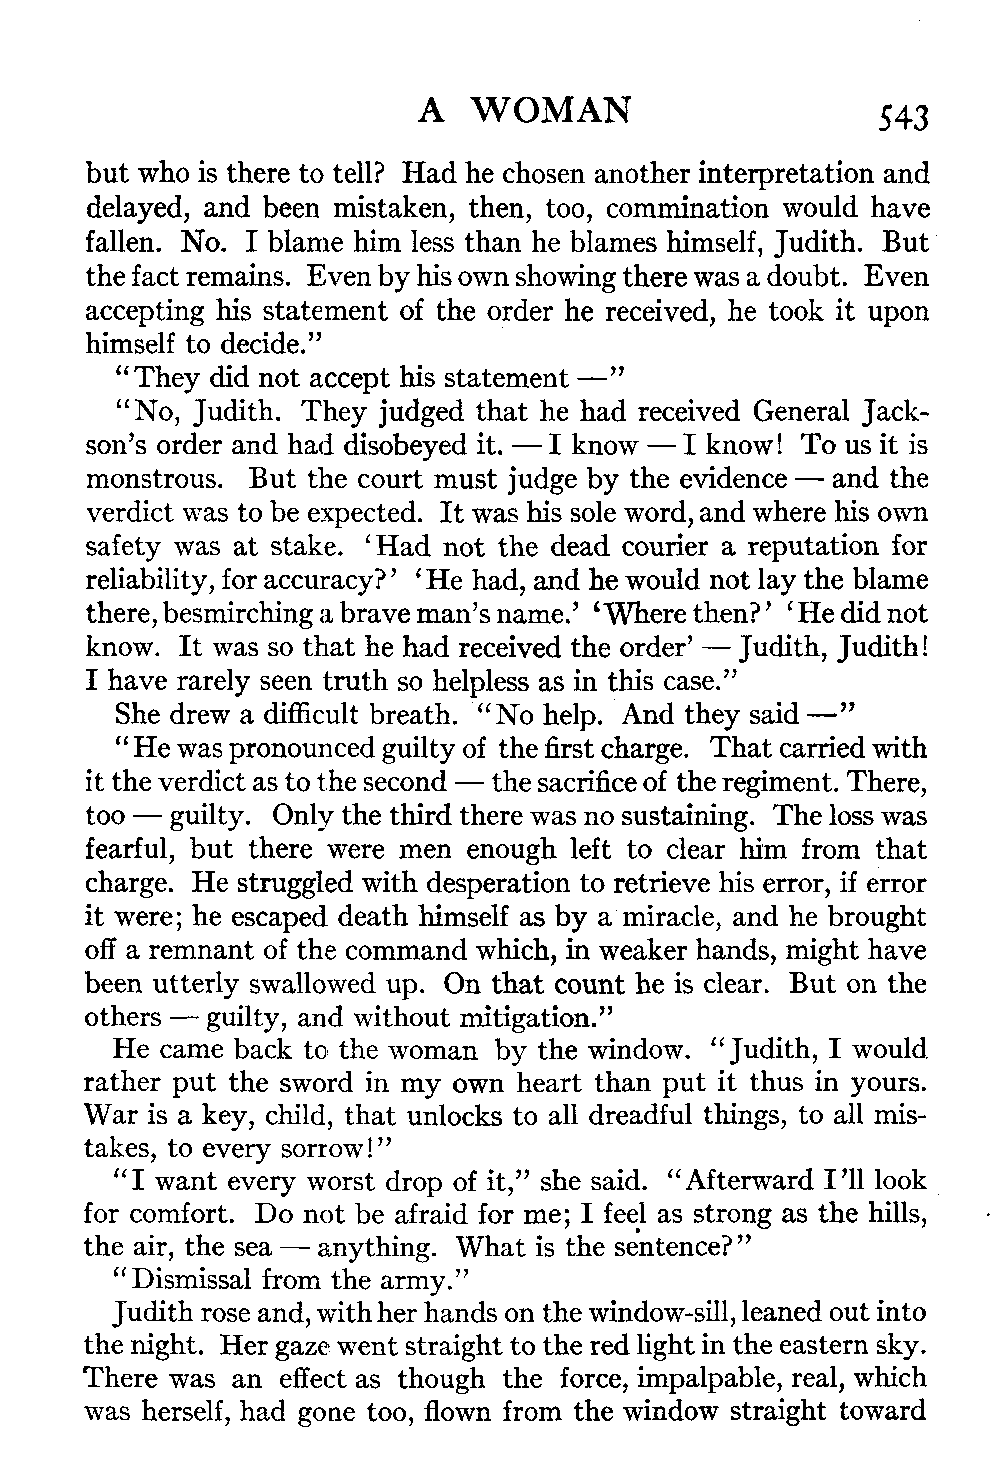 A WOMAN 543
but who is there to tell? Had he chosen another interpretation and
delayed, and been mistaken, then, too, commination would have
fallen. No. I blame him less than he blames himself, Judith. But
the fact remains. Even by his own showing there was a doubt. Even
accepting his statement of the order he received, he took it upon
himself to decide.”
“They did not accept his statement —”
“No, Judith. They judged that he had received General Jack-
son’s order and had disobeyed it. — I know — I know! To us it is
monstrous. But the court must judge by the evidence — and the
verdict was to be expected. It was his sole word, and where his own
safety was at stake. ‘Had not the dead courier a reputation for
reliability, for accuracy?’ ‘He had, and he would not lay the blame
there, besmirching a brave man’s name.’ ‘Where then?’ ‘He did not
know. It was so that he had received the order’ — Judith, Judith!
I have rarely seen truth so helpless as in this case.”
She drew a difficult breath. “No help. And they said —”
“He was pronounced guilty of the first charge. That carried with
it the verdict as to the second — the sacrifice of the regiment. There,
too — guilty. Only the third there was no sustaining. The loss was
fearful, but there were men enough left to clear him from that
charge. He struggled with desperation to retrieve his error, if error
it were; he escaped death himself as by a miracle, and he brought
off a remnant of the command which, in weaker hands, might have
been utterly swallowed up. On that count he is clear. But on the
others — guilty, and without mitigation.”
He came back to the woman by the window. “Judith, I would
rather put the sword in my own heart than put it thus in yours.
War is a key, child, that unlocks to all dreadful things, to all mis-
takes, to every sorrow!”
“I want every worst drop of it,” she said. “Afterward I’ll look
for comfort. Do not be afraid for me; I feel as strong as the hills,
the air, the sea — anything. What is the sentence?”
“Dismissal from the army.”
Judith rose and, with her hands on the window-sill, leaned out into
the night. Her gaze went straight to the red light in the eastern sky.
There was an effect as though the force, impalpable, real, which
was herself, had gone too, flown from the window straight toward